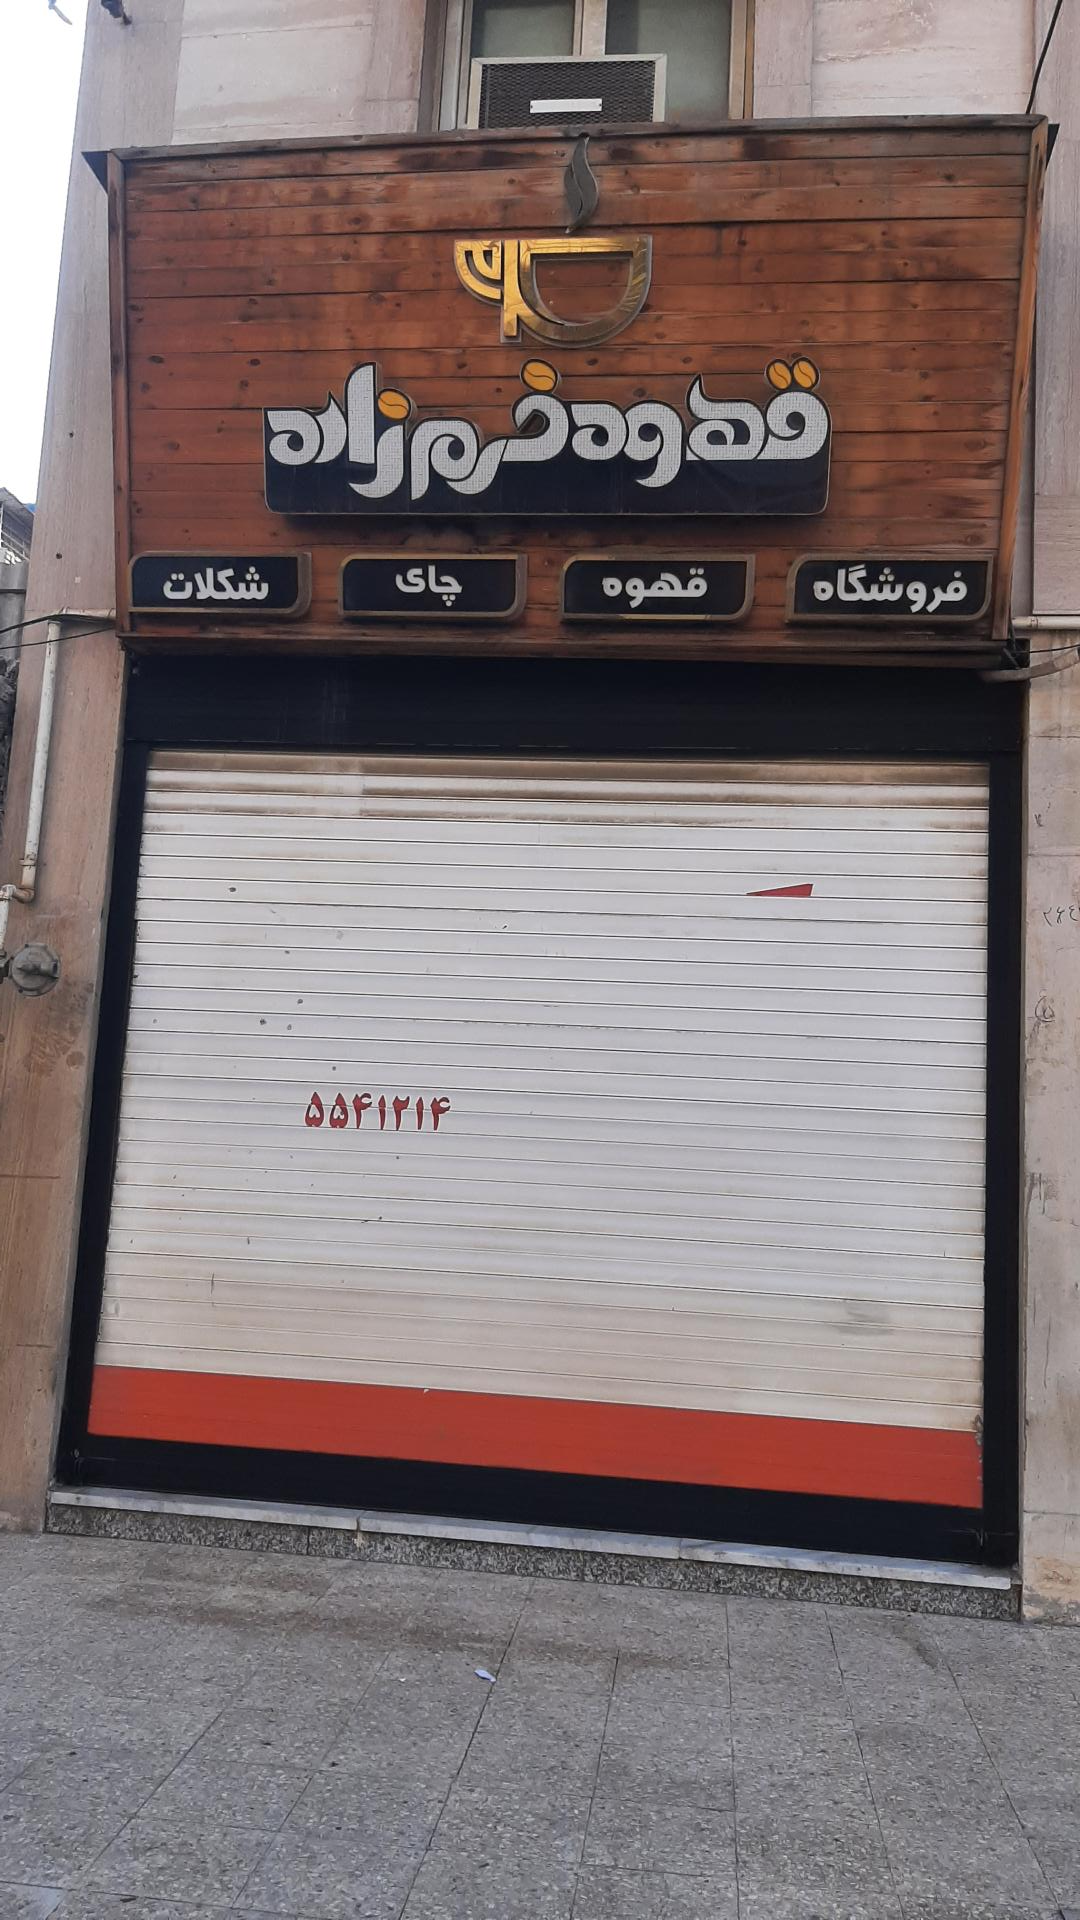 قهوه خرم زاده
فروشگاه قهوه چای شکلات
۵۵۴۱۲۱۴